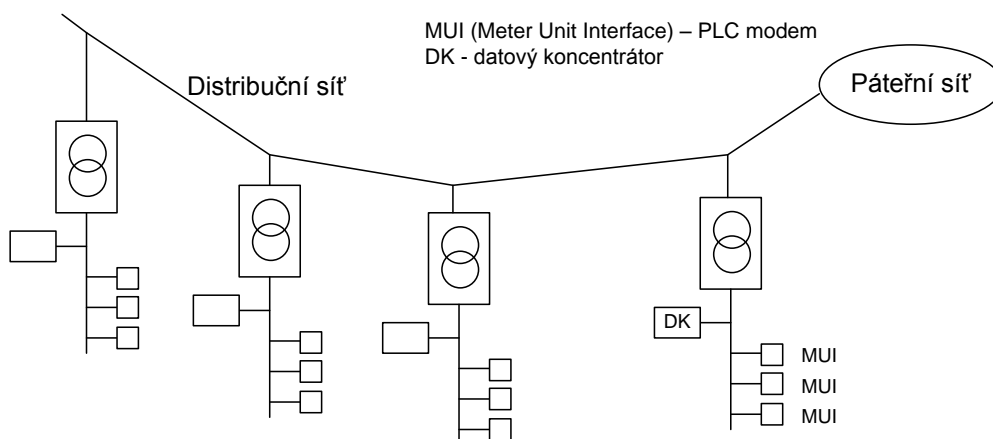 MUI (Meter Unit Interface) – PLC modem
DK - datový koncentrátor
Distribuční síť
Páteřní síť
DK
MUI
MUI
MUI